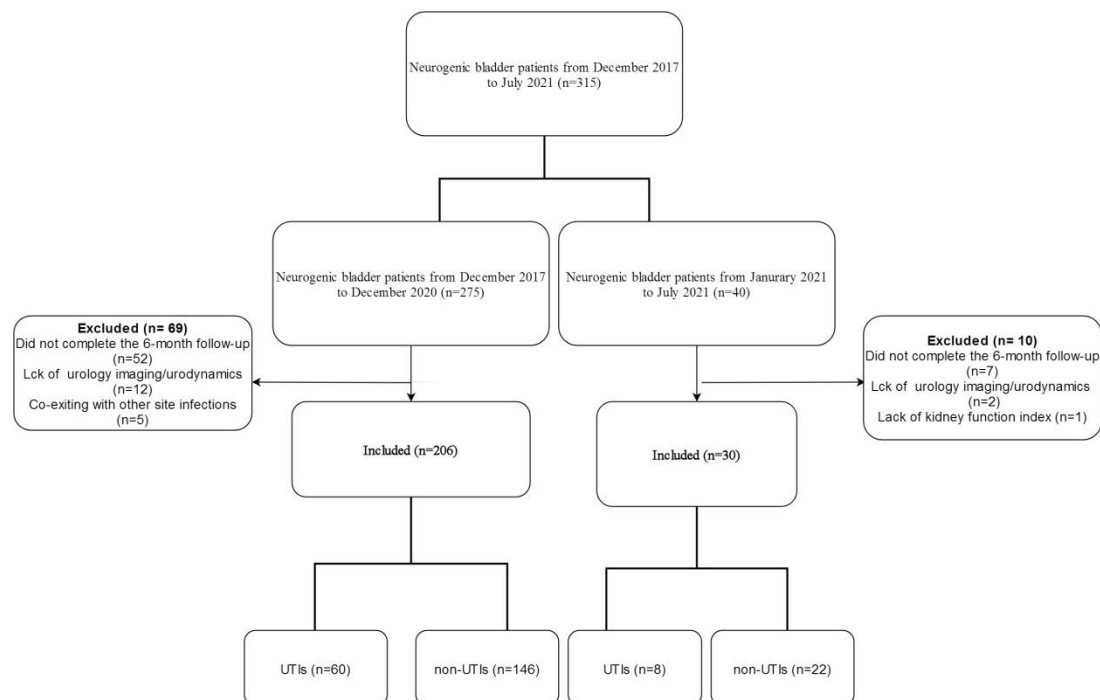 Neurogenic bladder patients from December 2017
to July 2021 (n=315)
Neurogenic bladder patients from December 2017
to December 2020 (n=275)
Neurogenic bladder patients from Janurary 2021
to July 2021 (n=40)
Excluded (n= 69)
Did not complete the 6-month follow-up
(n=52)
Lck of urology imaging/urodynamics
(n=12)
Co-exiting with other site infections
(n=5)
Excluded (n= 10)
Did not complete the 6-month follow-up
(n=7)
Lck of urology imaging/urodynamics
(n=2)
Lack of kidney function index (n=1)
Included (n=206)
Included (n=30)
UTIs (n=60)
non-UTIs (n=146)
UTIs (n=8)
non-UTIs (n=22)